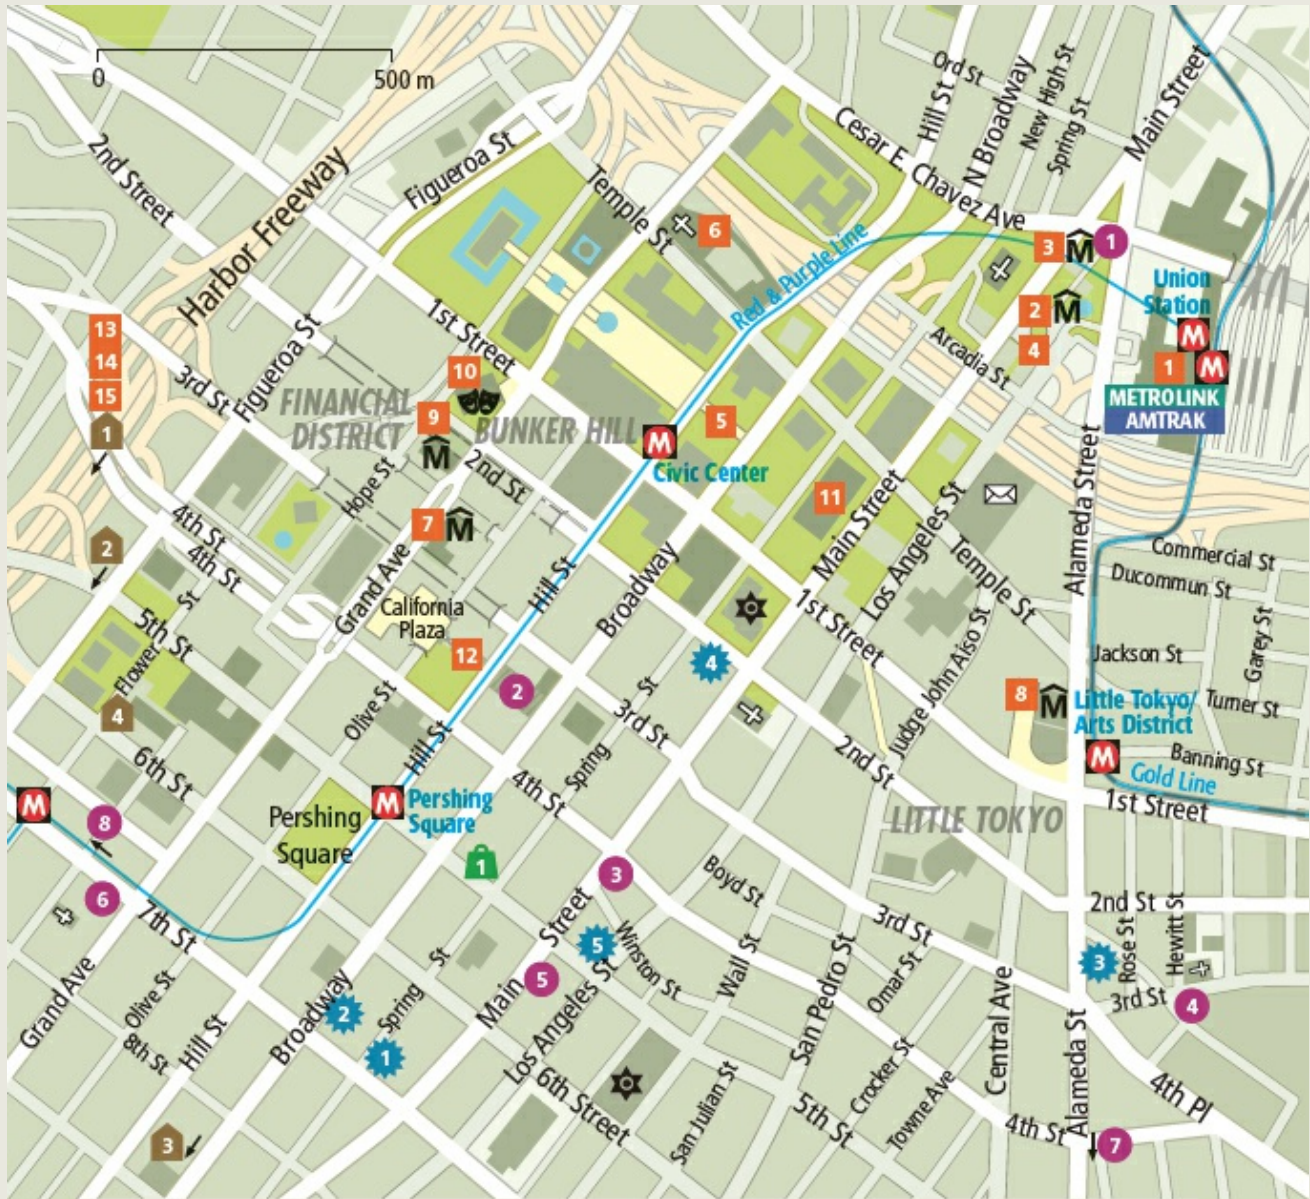 0
500 m
2nd Street
Harbor Freeway
Figueroa St
Temple St
6
Cesar E. Chavez Ave
Ord St
Hill St
N Broadway
New High St
Spring St
Main Street
3
M
1
2
M
4
Arcadia St
Union
Station
M
1
M
METROLINK
AMTRAK
Red & Purple Line
1st Street
13
14
15
1
3rd St
Figueroa St
FINANCIAL
DISTRICT
10
9
M
BUNKER HILL
M
Civic Center
5
2nd St
Hope St
7
M
11
Main Street
Los Angeles St
Temple St
Alameda Street
Commercial St
Ducommun St
Garey St
Jackson St
Turner St
2
4th St
4th St
Grand Ave
California
Plaza
12
Hill St
Broadway
1st Street
4
Judge John Aiso St
8
M
Little Tokyo/
Arts District
M
Banning St
Gold Line
1st Street
5th St
Flower St
4
6th St
Olive St
Hill St
2
3rd St
Spring St
4th St
2nd St
LITTLE TOKYO
M
8
6
7th St
Pershing
Square
M
Pershing
Square
1
3
Main Street
5
5
Winston St
Los Angeles St
Boyd St
Wall St
3rd St
San Pedro St
Omar St
Central Ave
2nd St
Rose St
Hewitt St
3
3rd St
4
4th Pl
Grand Ave
Olive St
8th St
Hill St
Broadway
2
Spring St
1
6th Street
San Julian St
5th St
Crocker St
Towne Ave
4th St
Alameda St
7
3